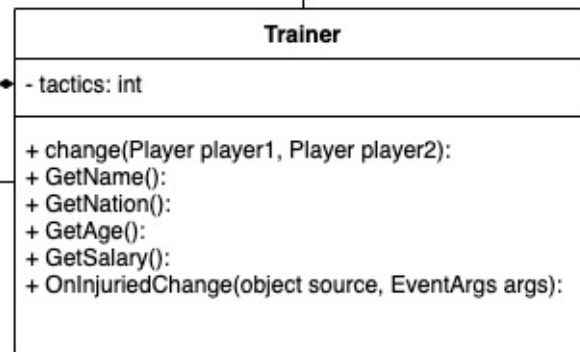 Trainer
- tactics: int
+ change(Player player1, Player player2):
+ GetName():
+ GetNation():
+ GetAge():
+ GetSalary():
+ OnInjuriedChange(object source, EventArgs args):